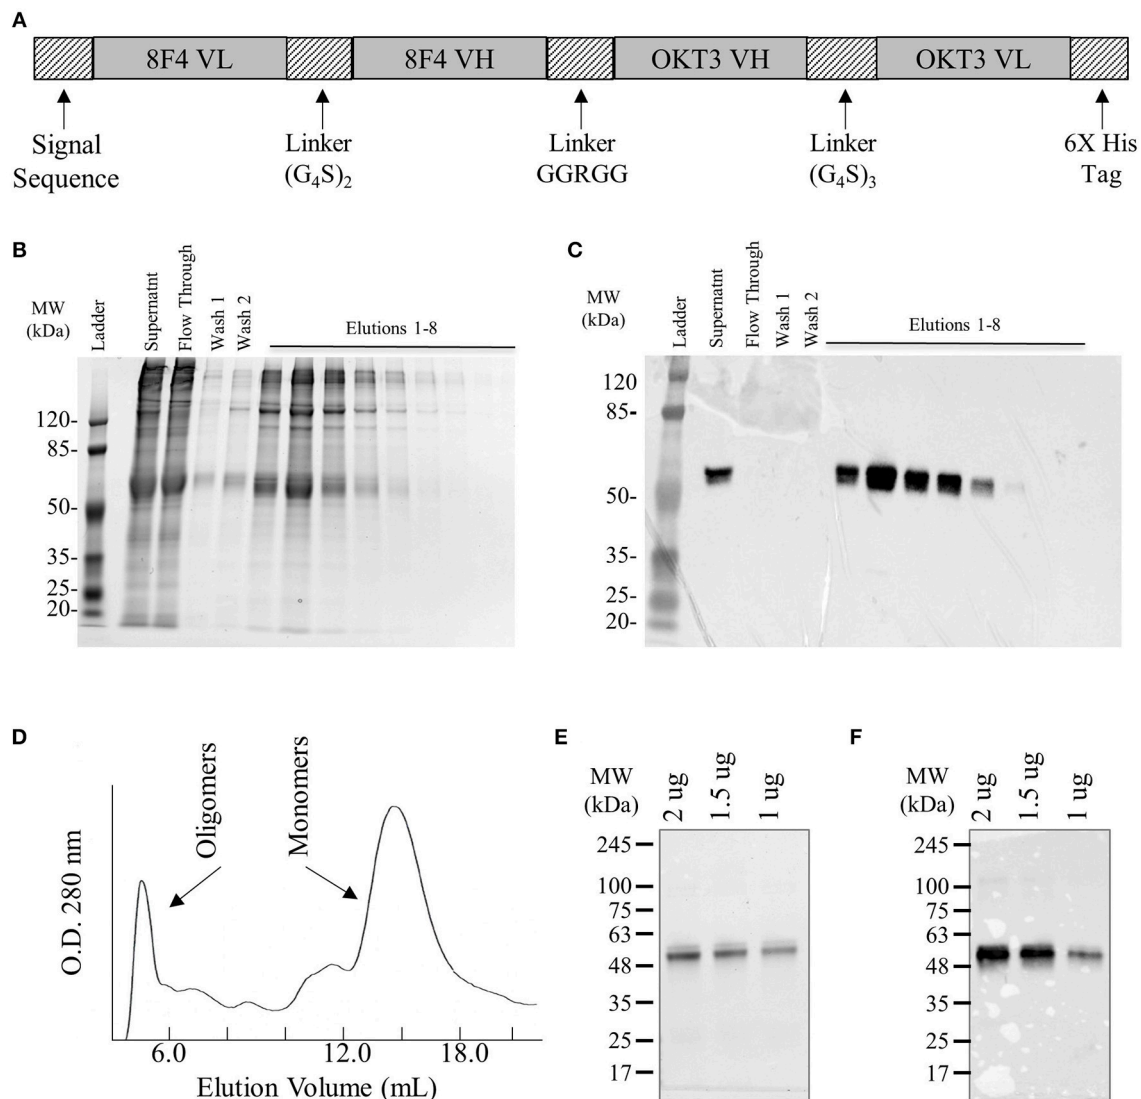 A
8F4 VL
8F4 VH
OKT3 VH
OKT3 VL
Signal
Sequence
Linker
(G4S)2
Linker
GGRGG
Linker
(G4S)3
6X His
Tag
B
MW
(kDa)
Ladder
Supernatnt
Flow Through
Wash 1
Wash 2
Elutions 1-8
120-
85-
50-
35-
25-
20-
C
MW
(kDa)
Ladder
Supernatnt
Flow Through
Wash 1
Wash 2
Elutions 1-8
120
85-
50-
35-
25-
20-
D
O.D. 280 nm
Oligomers
Monomers
6.0
12.0
18.0
Elution Volume (mL)
E
MW
(kDa)
2 ug
1.5 ug
1 ug
245
100
75
63
48
35
25
17
F
MW
(kDa)
2 ug
1.5 ug
1 ug
245
100
75
63
48
35
25
17